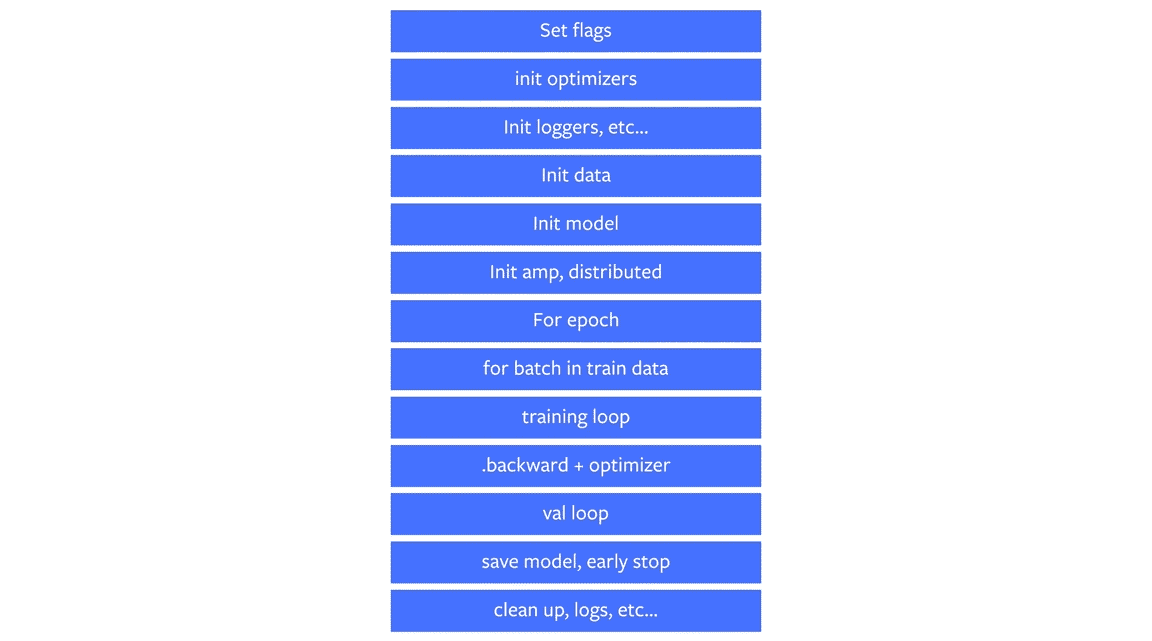 Set flags
init optimizers
Init loggers, etc...
Init data
Init model
Init amp, distributed
For epoch
for batch in train data
training loop
.backward + optimizer
val loop
save model, early stop
clean up, logs, etc...